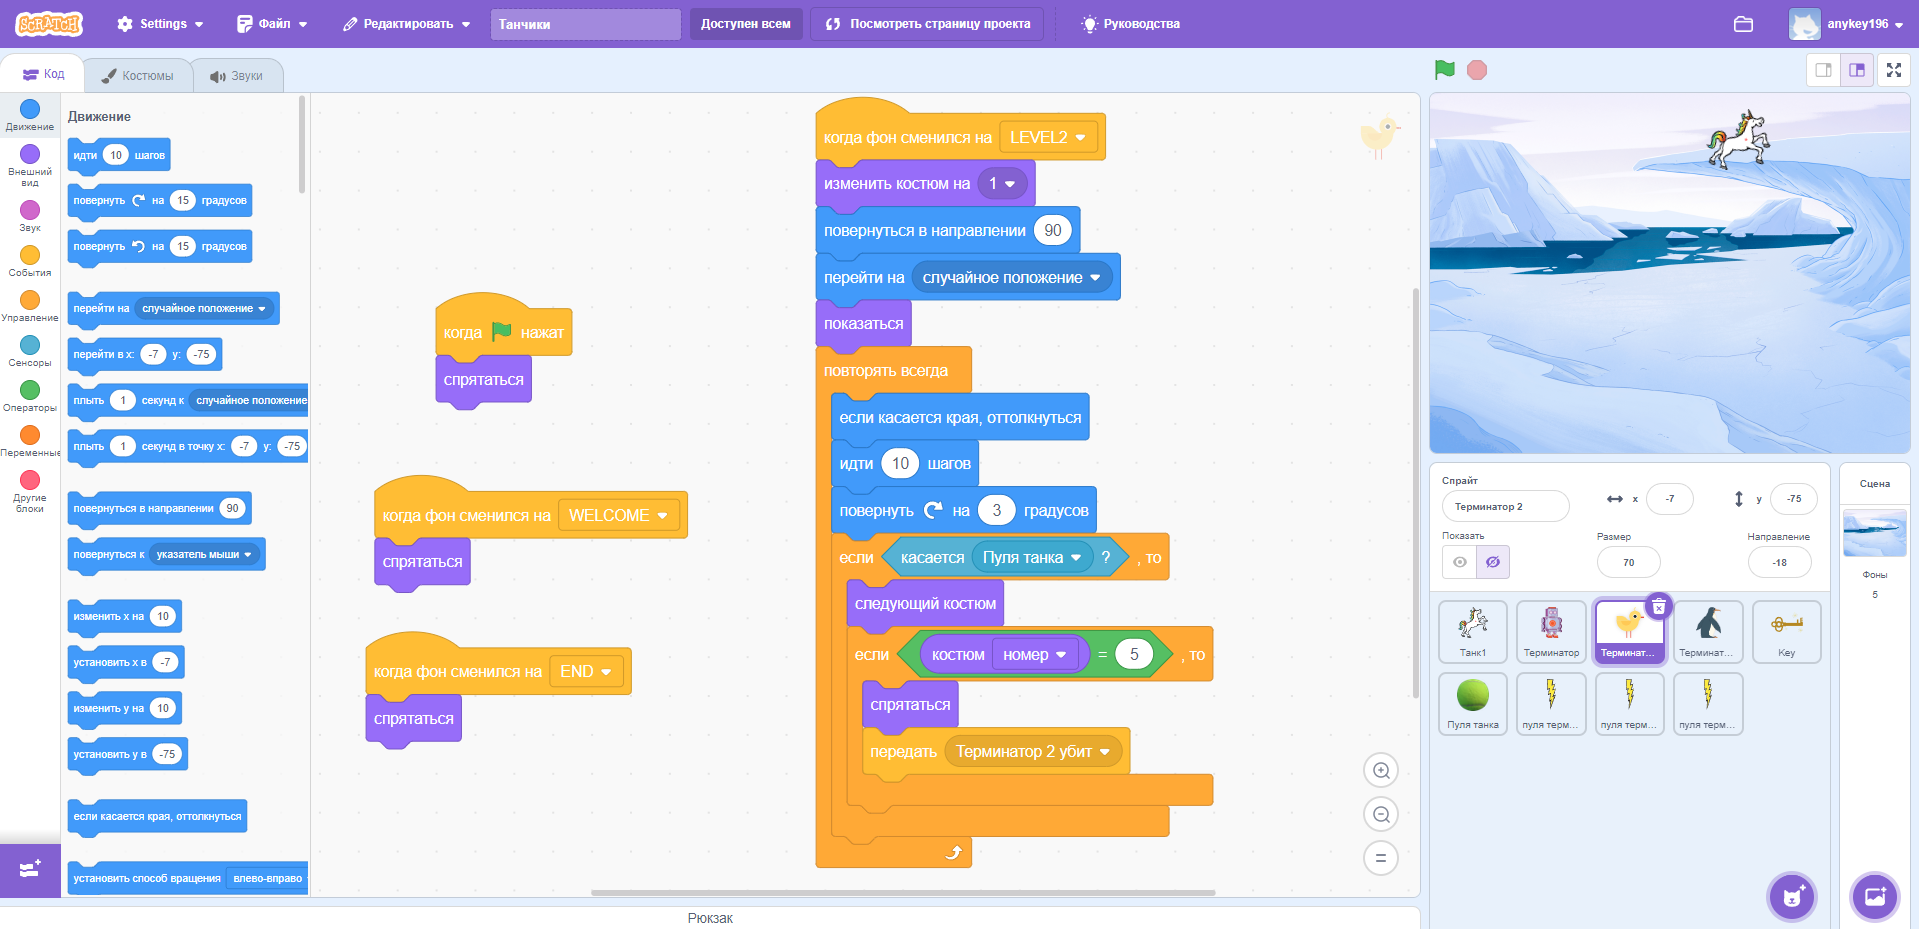 SCRATCH
Settings
Файл
Редактировать
Танчики
Доступен всем
Посмотреть страницу проекта
Руководства
anykey196
Код
Костюмы
Звуки
Движение
Внешний
вид
Звук
События
Управление
Сенсоры
Операторы
Переменные
Другие
блоки
Движение
идти 10 шагов
повернуть на 15 градусов
повернуть на 15 градусов
перейти на случайное положение
перейти в x: -7 y: -75
плыть 1 секунд к случайное положение
плыть 1 секунд в точку x: -7 y: -75
повернуться в направлении 90
повернуться к указатель мыши
изменить x на 10
установить x в -7
изменить y на 10
установить y в -75
если касается края, оттолкнуться
установить способ вращения влево-вправо
когда нажат
спрятаться
когда фон сменился на WELCOME
спрятаться
когда фон сменился на END
спрятаться
когда фон сменился на LEVEL2
изменить костюм на 1
повернуться в направлении 90
перейти на случайное положение
показаться
повторять всегда
если касается края, оттолкнуться
идти 10 шагов
повернуть на 3 градусов
если касается Пуля танка ? , то
следующий костюм
если костюм номер = 5 , то
спрятаться
передать Терминатор 2 убит
Рюкзак
Спрайт
Терминатор 2
x -7
y -75
Показать
Размер
70
Направление
-18
Танк1
Терминатор
Терминат...
Терминат...
Key
Пуля танка
пуля терм...
пуля терм...
пуля терм...
Сцена
Фоны
5